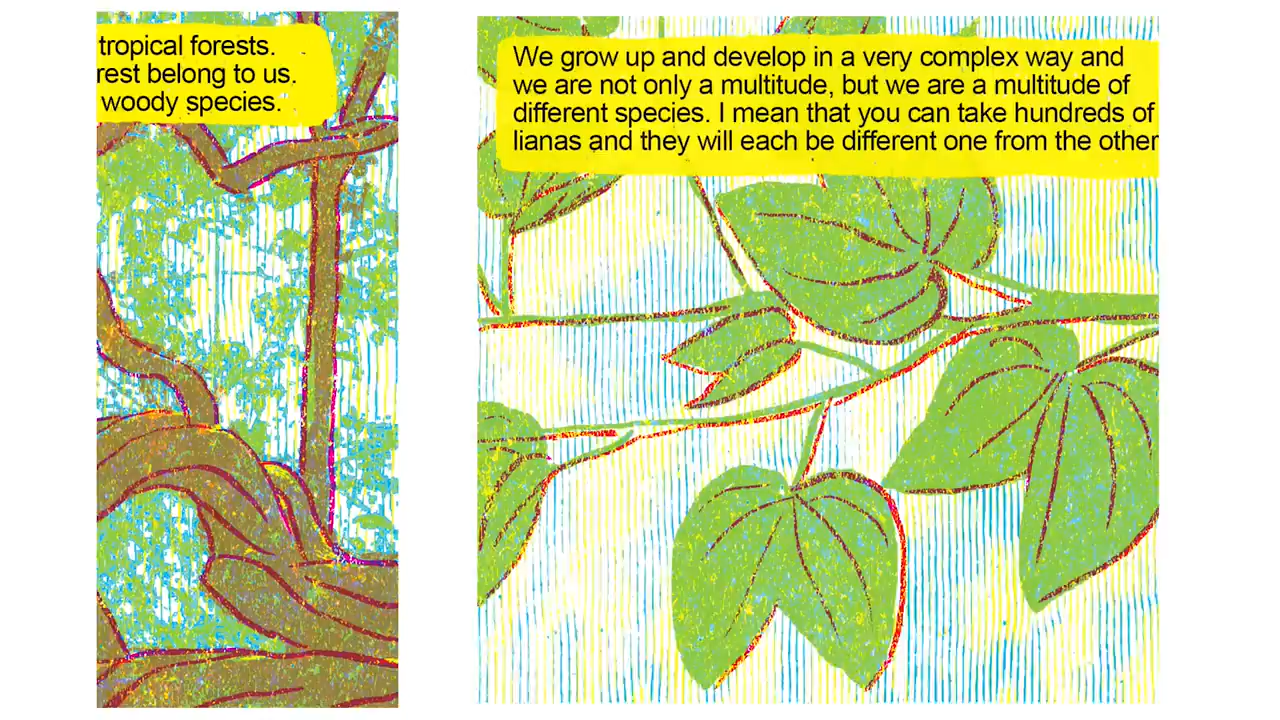 tropical forests.
rest belong to us.
woody species.
We grow up and develop in a very complex way and
we are not only a multitude, but we are a multitude of
different species. I mean that you can take hundreds of
lianas and they will each be different one from the other